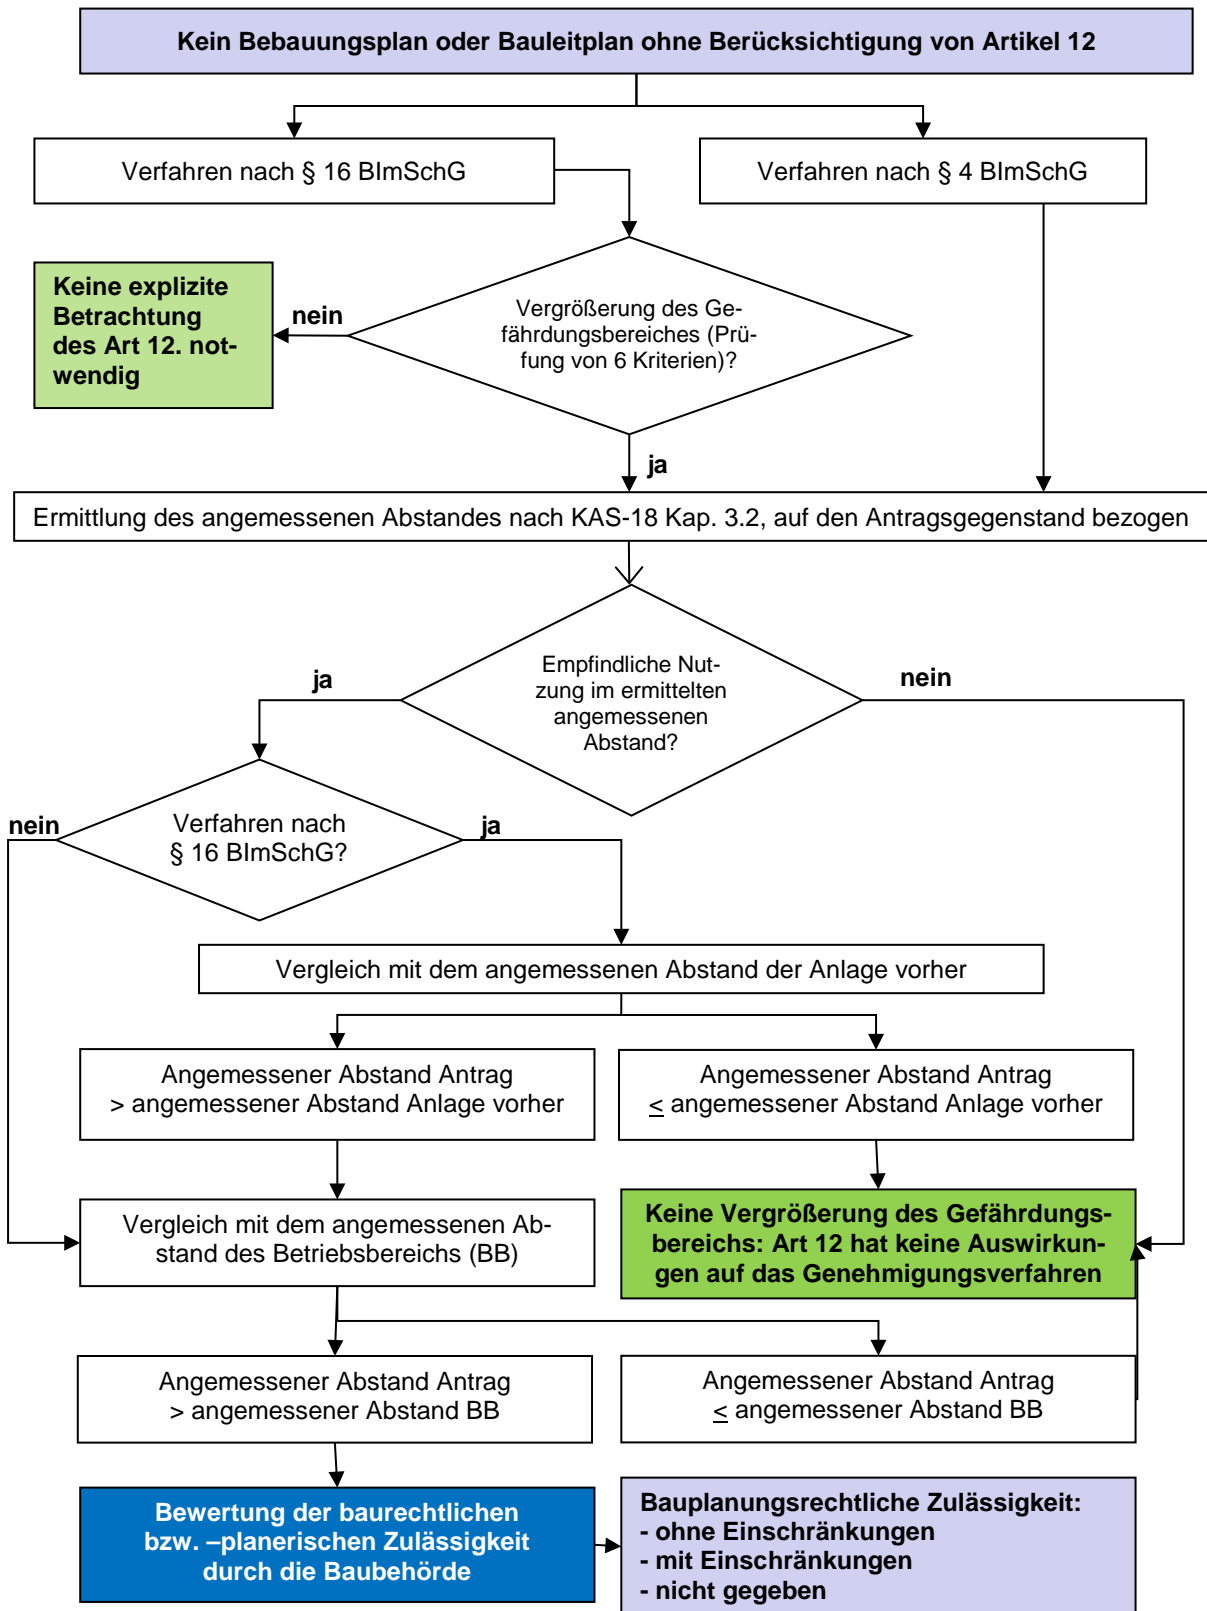 Kein Bebauungsplan oder Bauleitplan ohne Berücksichtigung von Artikel 12
Verfahren nach § 16 BImSchG
Verfahren nach § 4 BImSchG
Keine explizite
Betrachtung
des Art 12. not-
wendig
nein
Vergrößerung des Ge-
fährdungsbereiches (Prü-
fung von 6 Kriterien)?
ja
Ermittlung des angemessenen Abstandes nach KAS-18 Kap. 3.2, auf den Antragsgegenstand bezogen
ja
Empfindliche Nut-
zung im ermittelten
angemessenen
Abstand?
nein
nein
Verfahren nach
§ 16 BImSchG?
ja
Vergleich mit dem angemessenen Abstand der Anlage vorher
Angemessener Abstand Antrag
> angemessener Abstand Anlage vorher
Angemessener Abstand Antrag
≤ angemessener Abstand Anlage vorher
Vergleich mit dem angemessenen Ab-
stand des Betriebsbereichs (BB)
Keine Vergrößerung des Gefährdungs-
bereichs: Art 12 hat keine Auswirkun-
gen auf das Genehmigungsverfahren
Angemessener Abstand Antrag
> angemessener Abstand BB
Angemessener Abstand Antrag
≤ angemessener Abstand BB
Bewertung der baurechtlichen
bzw. –planerischen Zulässigkeit
durch die Baubehörde
Bauplanungsrechtliche Zulässigkeit:
- ohne Einschränkungen
- mit Einschränkungen
- nicht gegeben